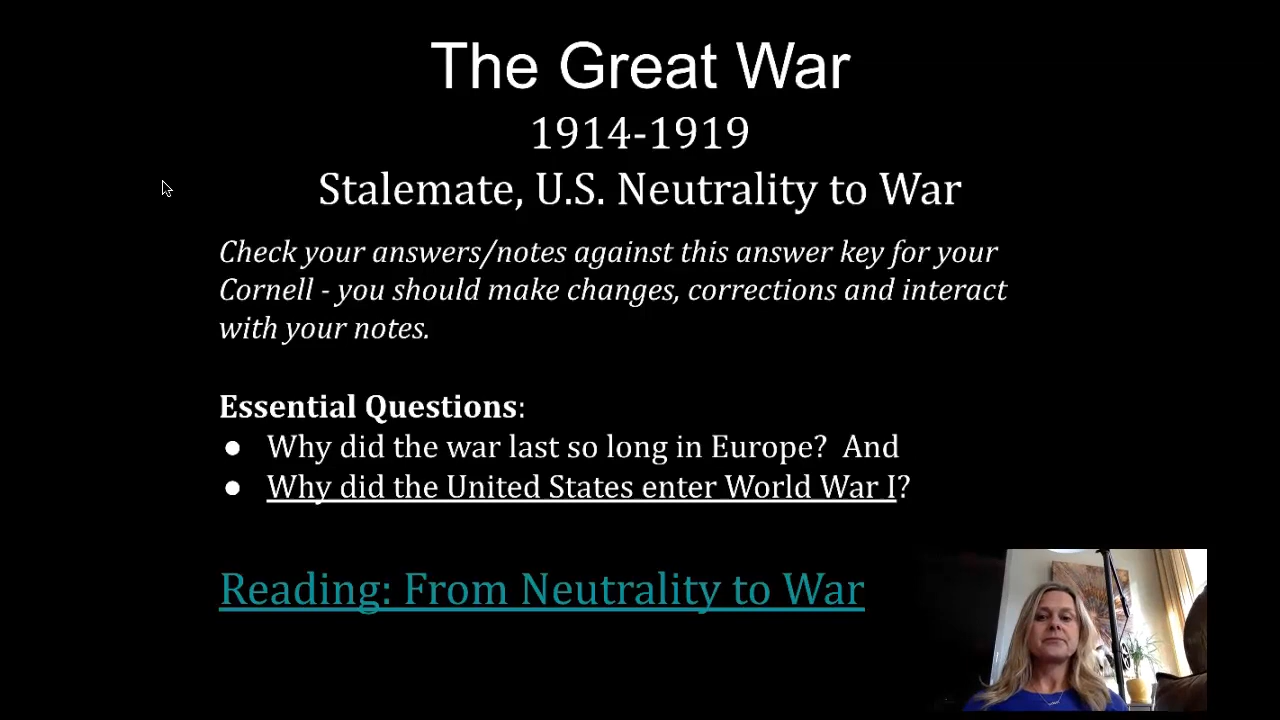 The Great War
1914-1919
Stalemate, U.S. Neutrality to War
Check your answers/notes against this answer key for your
Cornell - you should make changes, corrections and interact
with your notes.
Essential Questions:
● Why did the war last so long in Europe?  And
● Why did the United States enter World War I?
Reading: From Neutrality to War